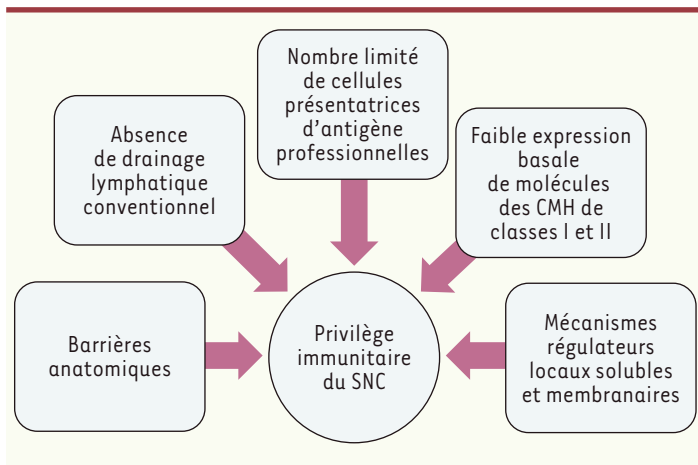 Nombre limité
de cellules
présentatrices
d'antigène
professionnelles
Absence
de drainage
lymphatique
conventionnel
Faible expression
basale
de molécules
des CMH de
classes I et II
Barrières
anatomiques
Privilège
immunitaire
du SNC
Mécanismes
régulateurs
locaux solubles
et membranaires